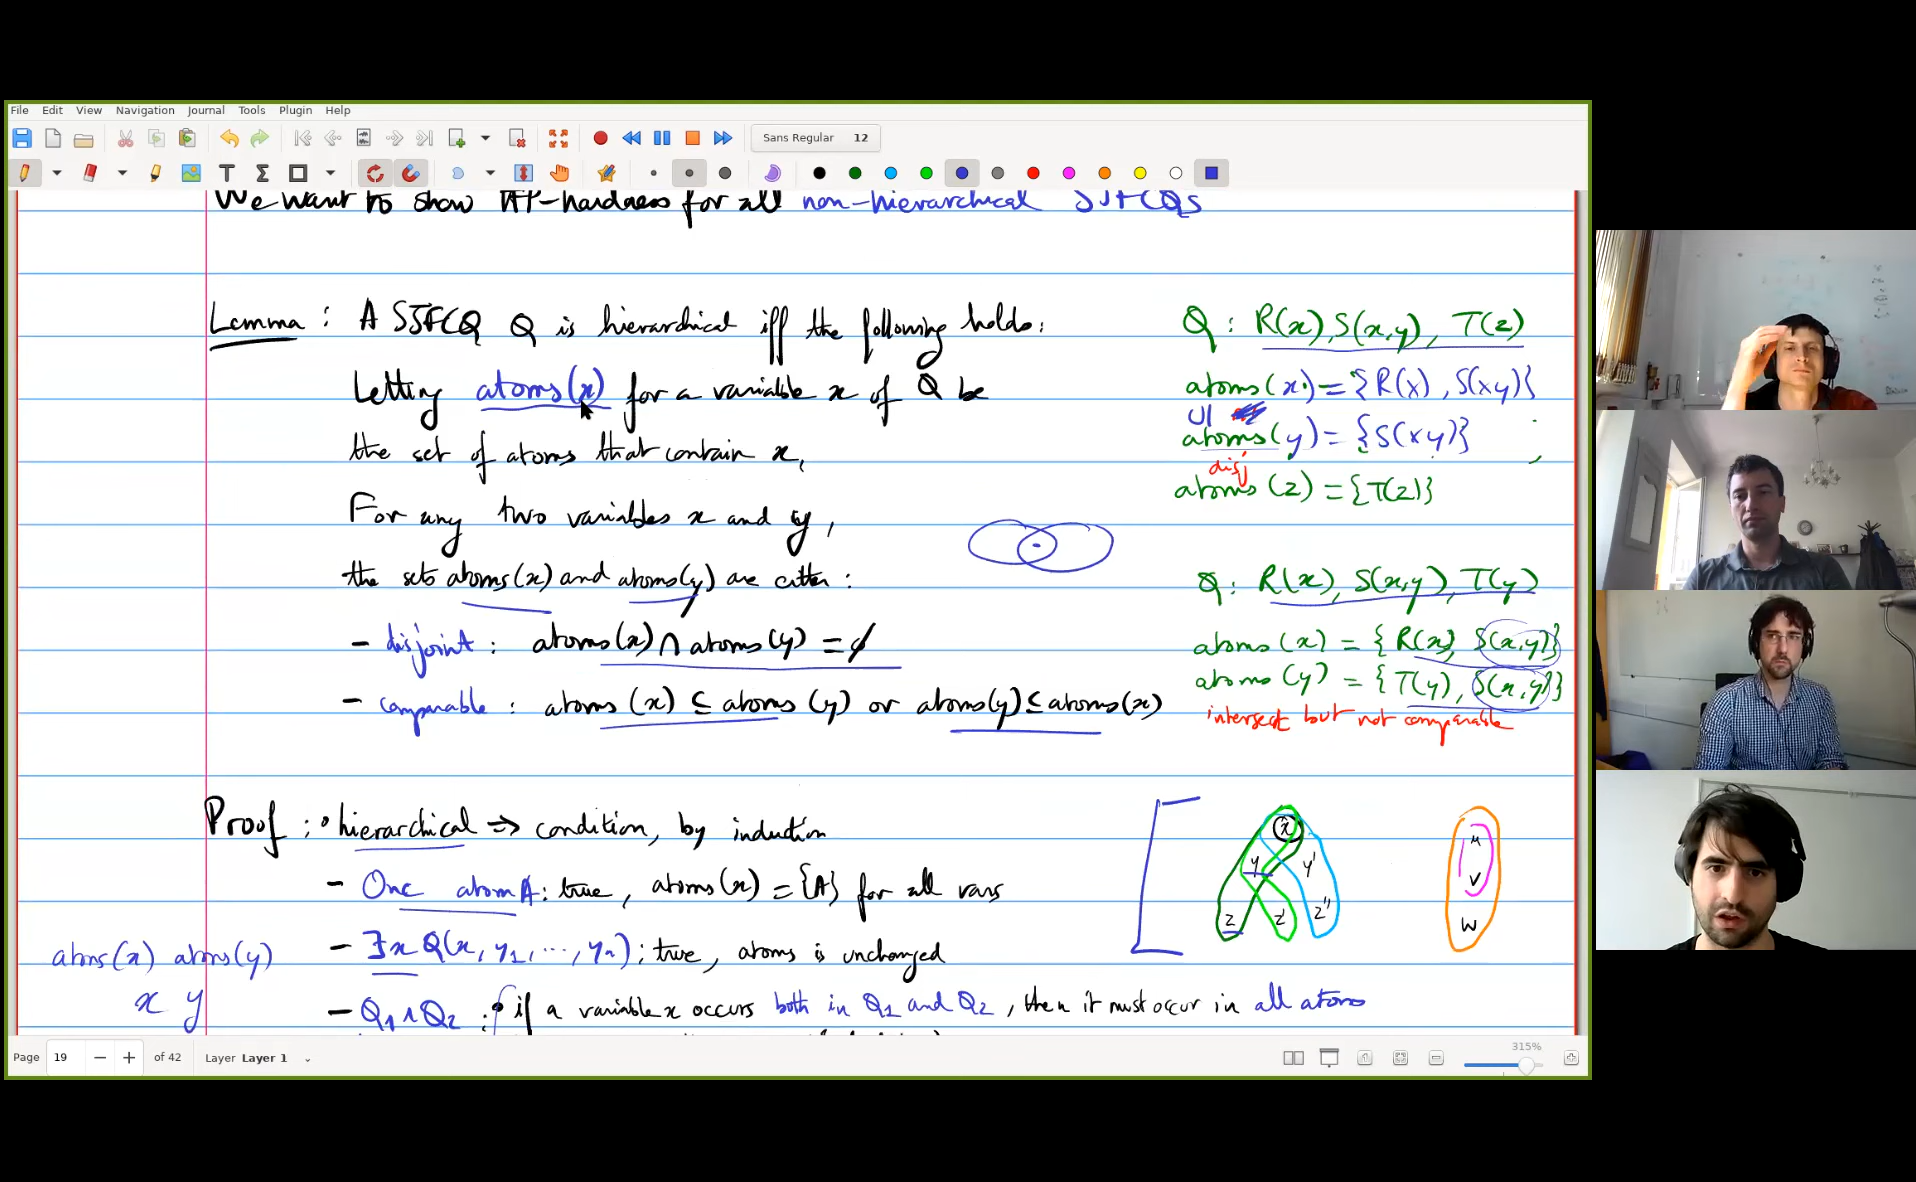 File Edit View Navigation Journal Tools Plugin Help
Sans Regular 12
We want to show #P-hardness for all non-hierarchical SJFCQs
Lemma : A SJFCQ Q is hierarchical iff the following holds :
Letting atoms(x) for a variable x of Q be
the set of atoms that contain x,
For any two variables x and y,
the sets atoms(x) and atoms(y) are either :
- disjoint : atoms(x) ∩ atoms(y) = ∅
- comparable : atoms (x) ⊆ atoms (y) or atoms(y) ⊆ atoms(x)
Q : R(x), S(x,y), T(z)
atoms(x) = {R(x), S(xy)}
UI
atoms(y) = {S(xy)}
disj
atoms(z) = {T(z)}
Q : R(x), S(x,y), T(y)
atoms (x) = {R(x), S(x,y)}
atoms (y) = {T(y), S(x,y)}
intersect but not comparable
Proof : • hierarchical ⇒ condition, by induction
- One atom A : true, atoms(x) = {A} for all vars
- ∃x Q(x, y1, ..., yn) : true, atoms is unchanged
- Q1 ∧ Q2 : • if a variable x occurs both in Q1 and Q2, then it must occur in all atoms
atoms(x) atoms(y)
x y
x
y y'
z z' z''
u
v
w
Page 19 of 42 Layer Layer 1
315%